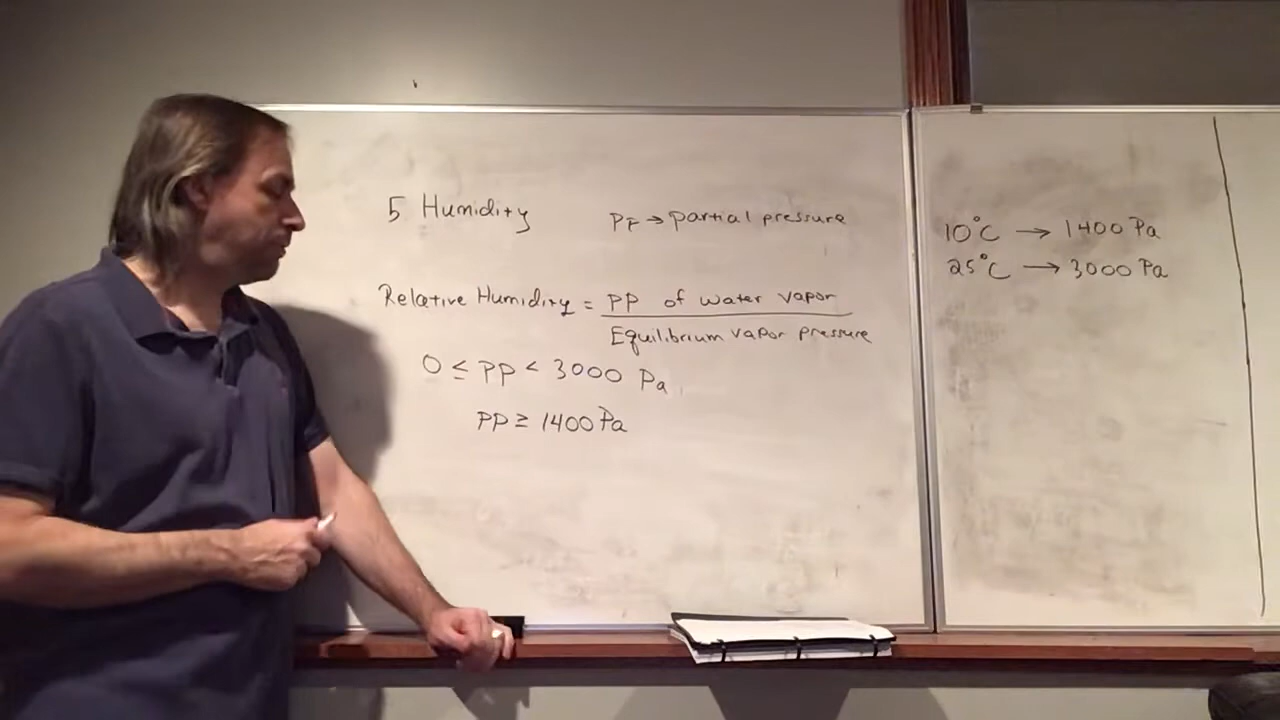 5 Humidity
PP → partial pressure
Relative Humidity = PP of water vapor
Equilibrium vapor pressure
0 ≤ PP < 3000 Pa
PP ≥ 1400 Pa
10°C → 1400 Pa
25°C → 3000 Pa